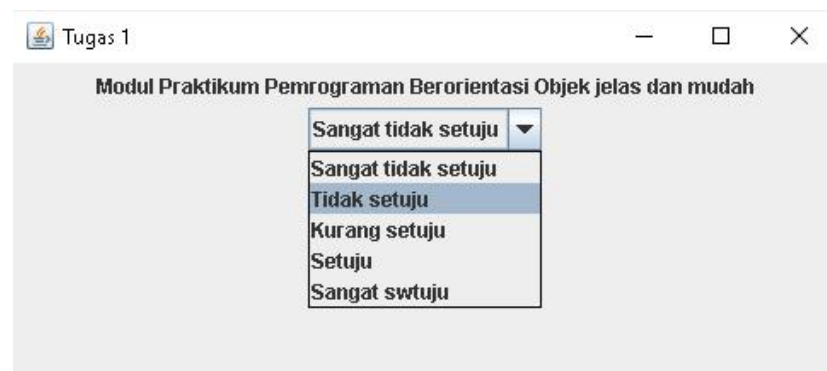 Tugas 1
Modul Praktikum Pemrograman Berorientasi Objek jelas dan mudah
Sangat tidak setuju
Sangat tidak setuju
Tidak setuju
Kurang setuju
Setuju
Sangat swtuju